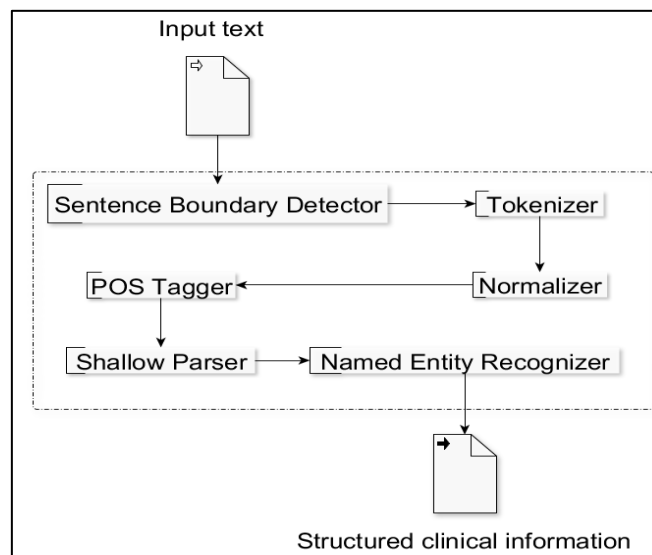 Input text
Sentence Boundary Detector
Tokenizer
POS Tagger
Normalizer
Shallow Parser
Named Entity Recognizer
Structured clinical information